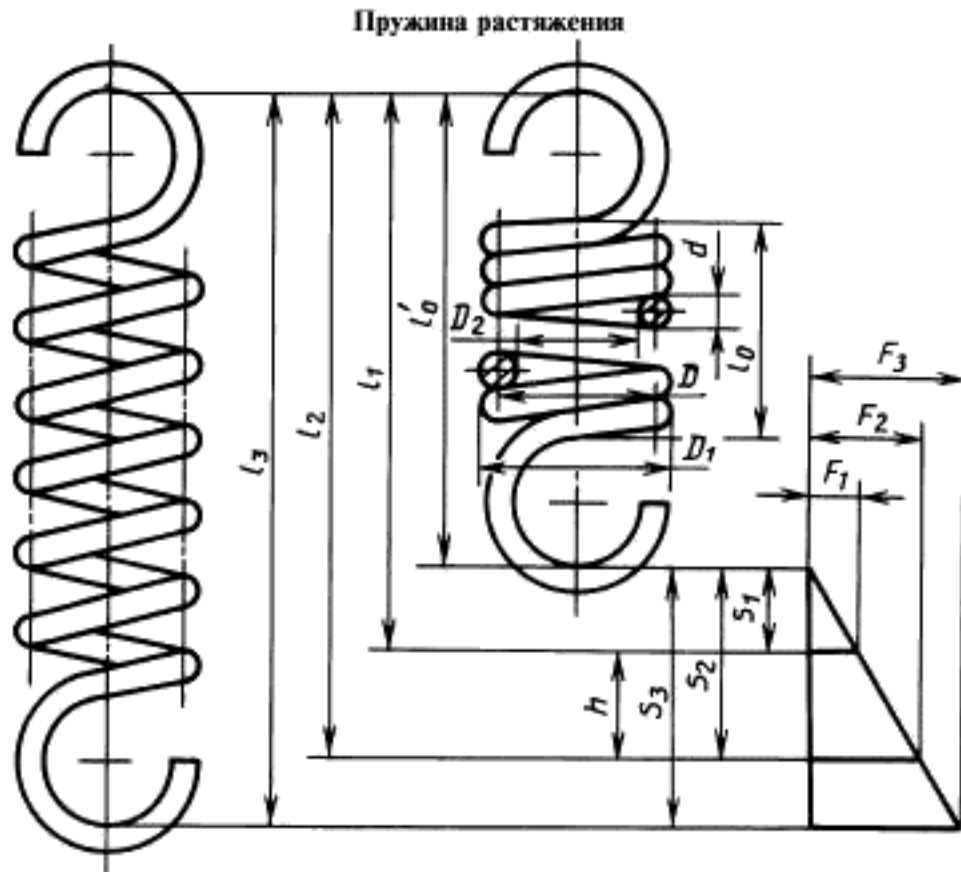 Пружина растяжения
d
l'₀
D₂
l₀
l₁
F₃
D
l₂
F₂
D₁
l₃
F₁
s₁
s₂
h
s₃